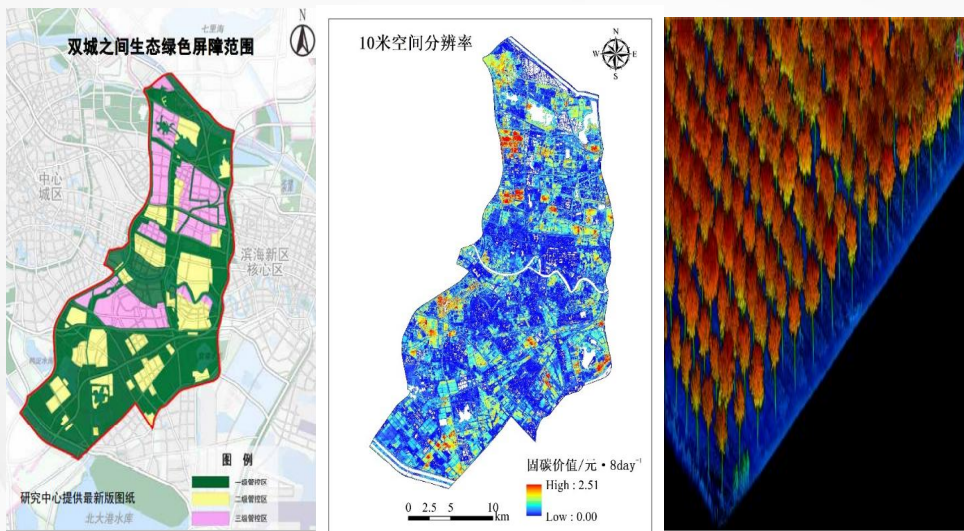 七里海
N
双城之间生态绿色屏障范围
中心
城区
滨海新区
核心区
图 例
一级管控区
二级管控区
三级管控区
研究中心提供最新版图纸
北大港水库
10米空间分辨率
N
W
E
S
固碳价值/元·8day⁻¹
High : 2.51
Low : 0.00
0 2.5 5 10
km